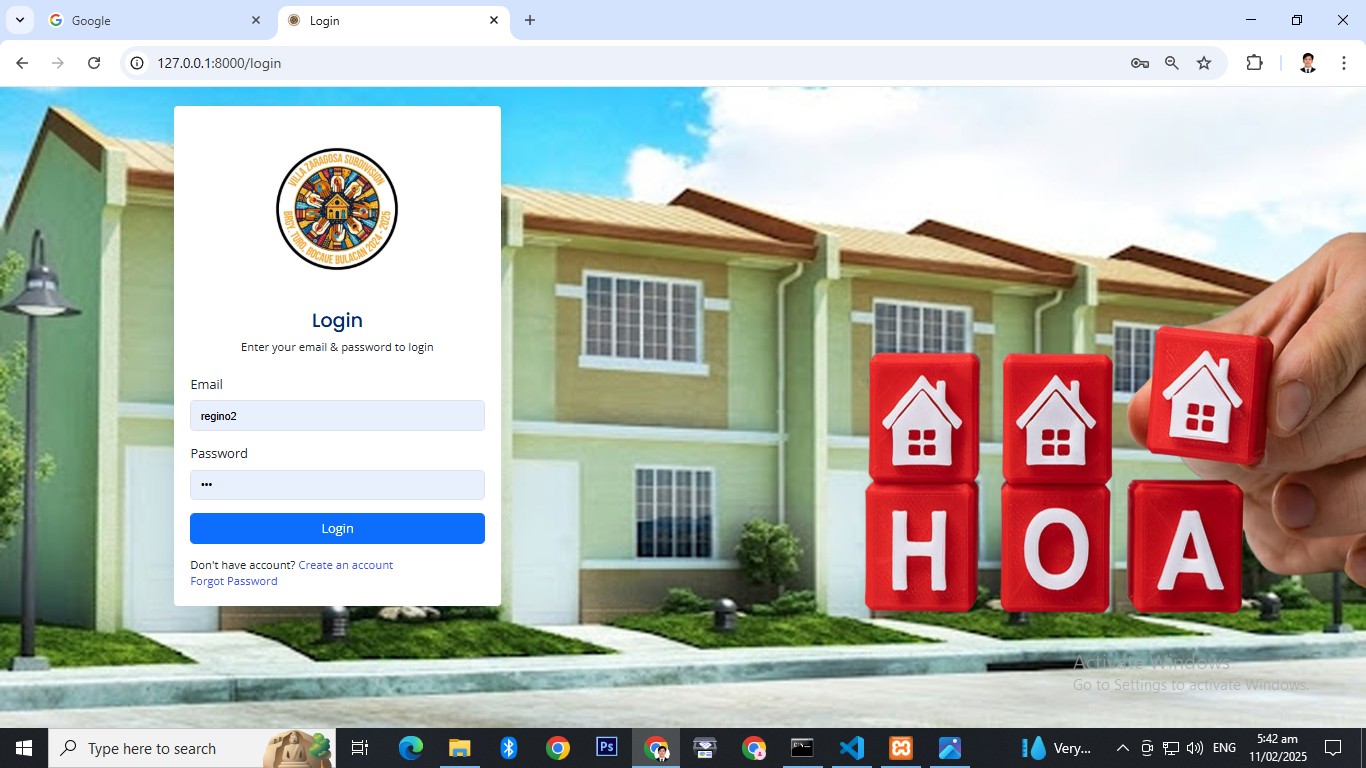 Google
Login
127.0.0.1:8000/login
VILLA ZARAGOSA SUBDIVISION
BRGY. TURO, BOCAUE BULACAN 2024 - 2025
Login
Enter your email & password to login
Email
regino2
Password
•••
Login
Don't have account? Create an account
Forgot Password
H O A
Activate Windows
Go to Settings to activate Windows.
Type here to search
Ps
Very...
ENG
5:42 am
11/02/2025